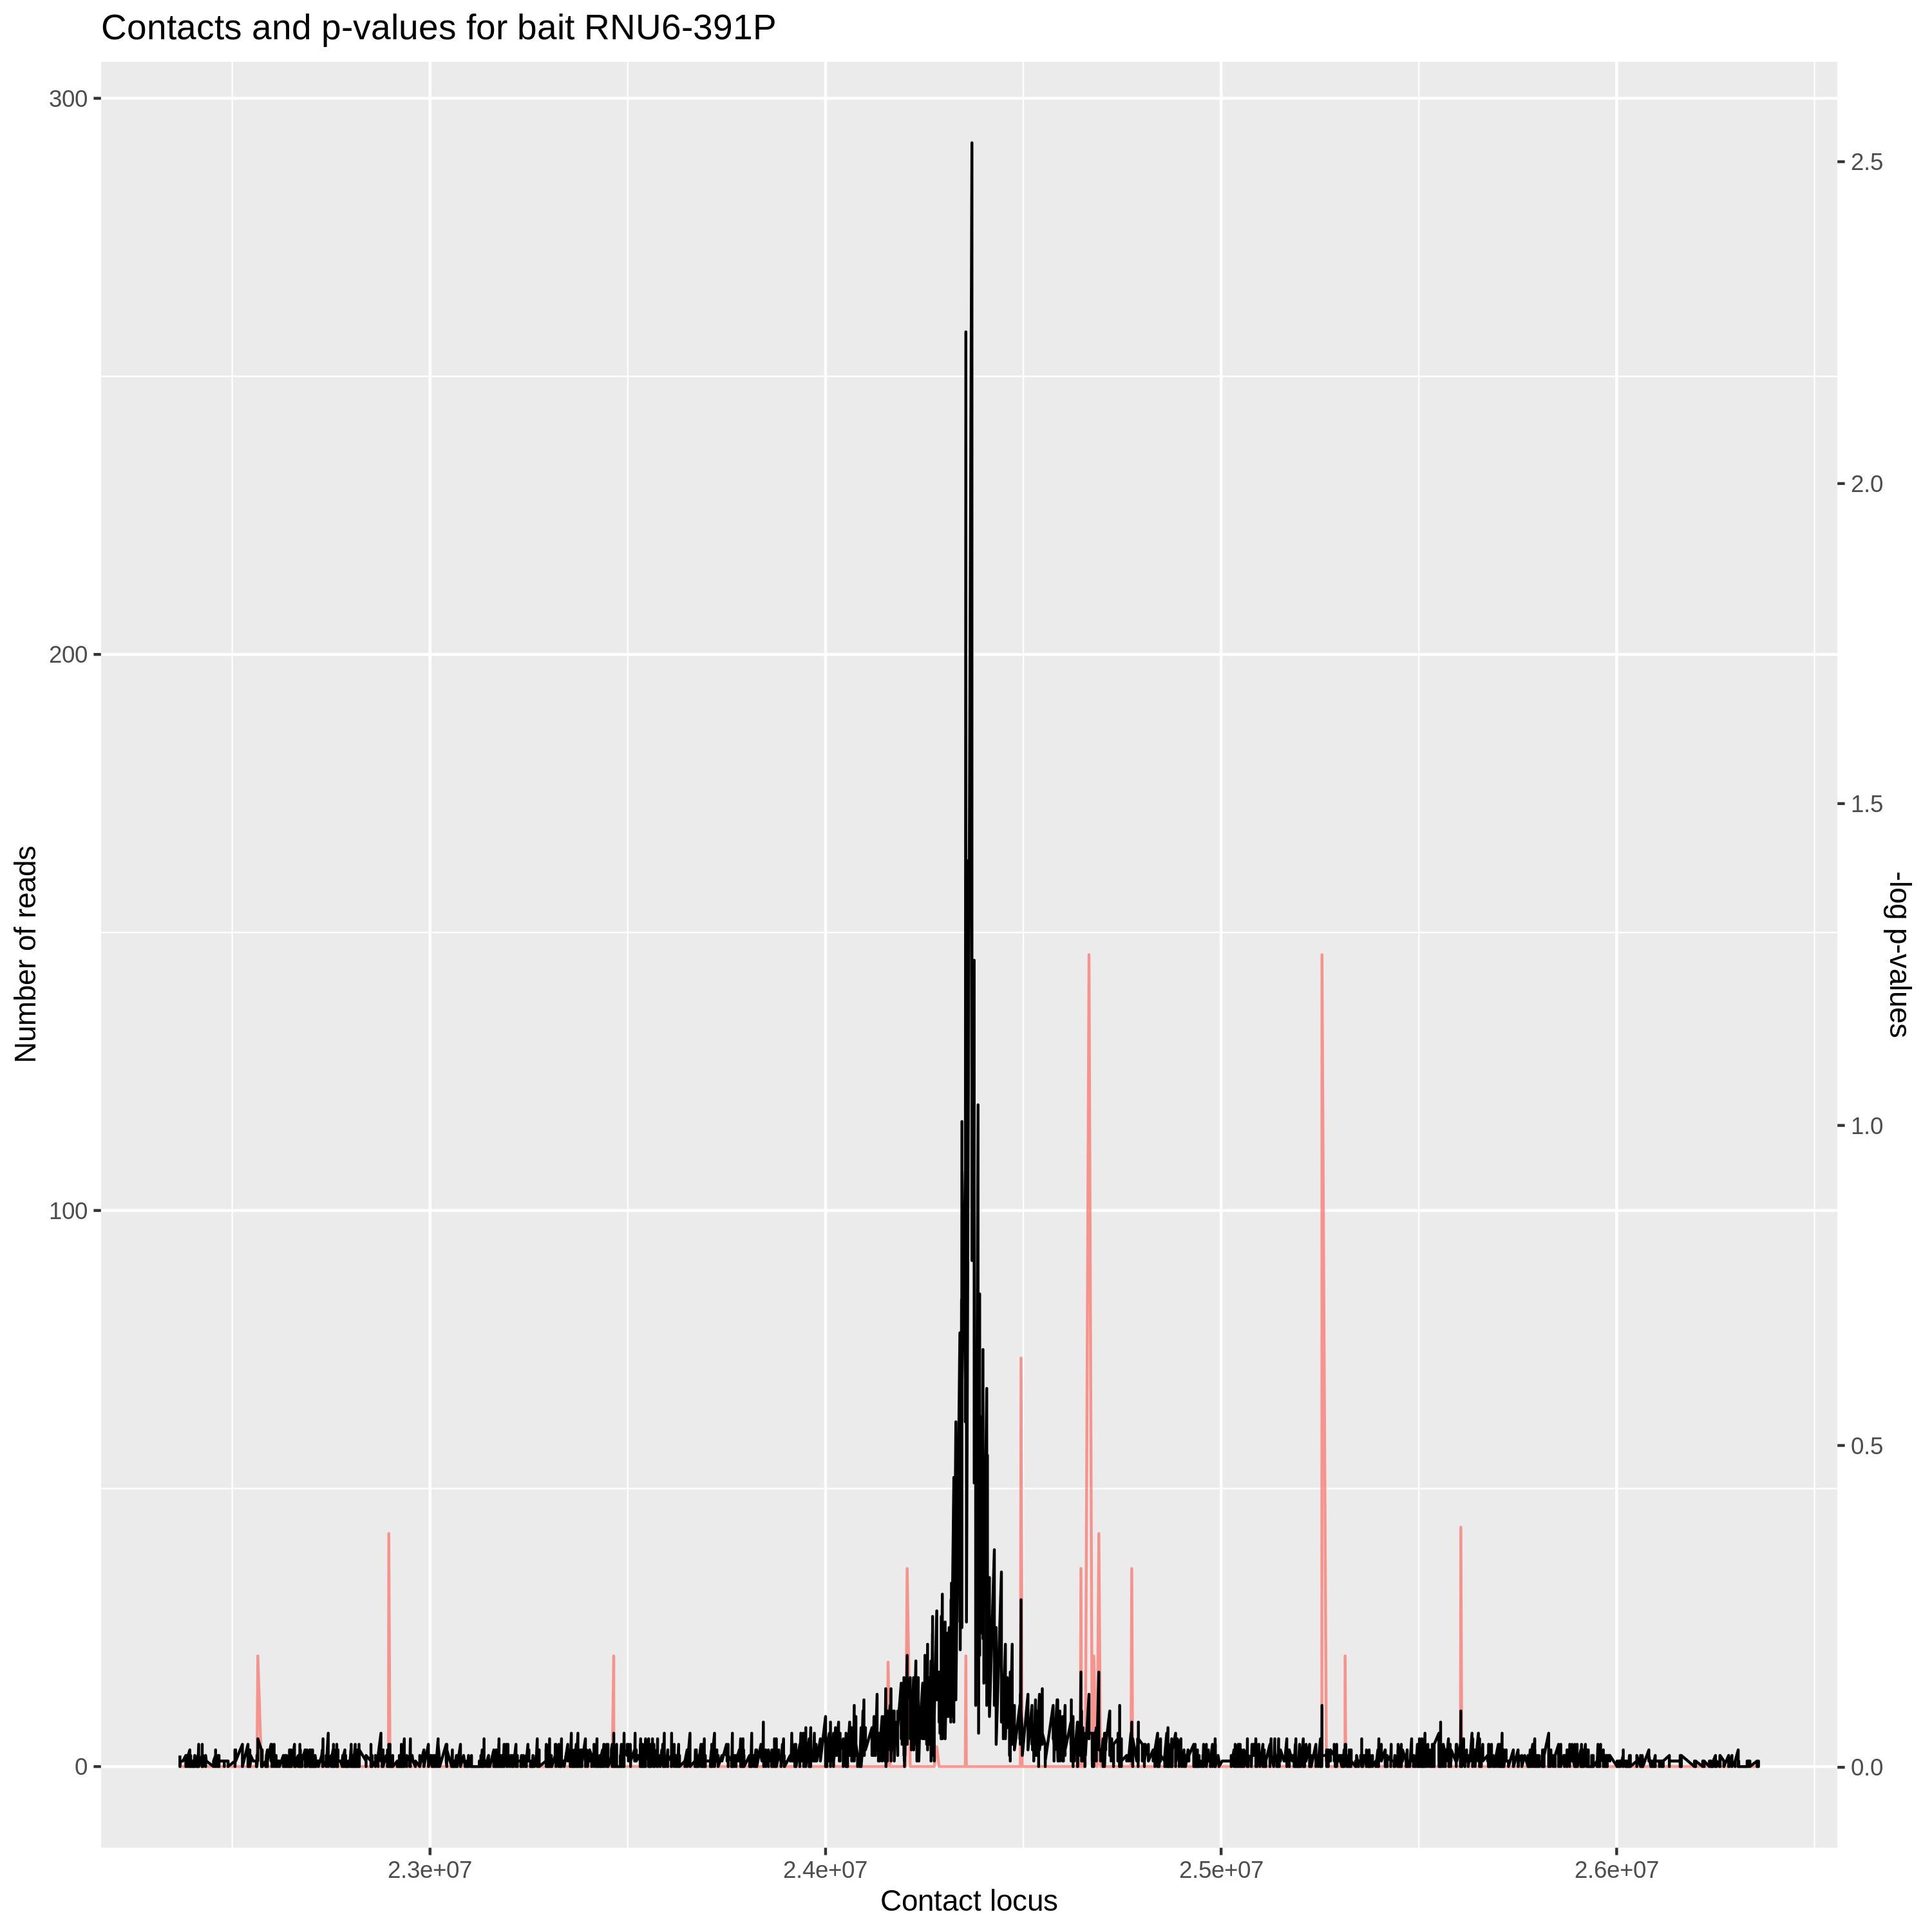 Contacts and p-values for bait RNU6-391P
300
200
100
0
Number of reads
2.5
2.0
1.5
1.0
0.5
0.0
-log p-values
2.3e+07
2.4e+07
2.5e+07
2.6e+07
Contact locus